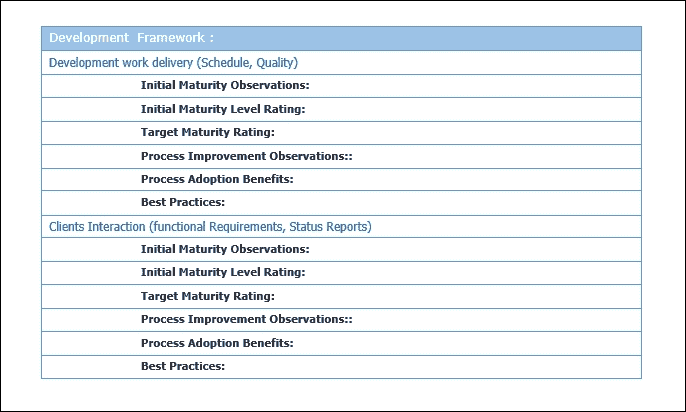 Development Framework :
Development work delivery (Schedule, Quality)
Initial Maturity Observations:
Initial Maturity Level Rating:
Target Maturity Rating:
Process Improvement Observations::
Process Adoption Benefits:
Best Practices:
Clients Interaction (functional Requirements, Status Reports)
Initial Maturity Observations:
Initial Maturity Level Rating:
Target Maturity Rating:
Process Improvement Observations::
Process Adoption Benefits:
Best Practices: